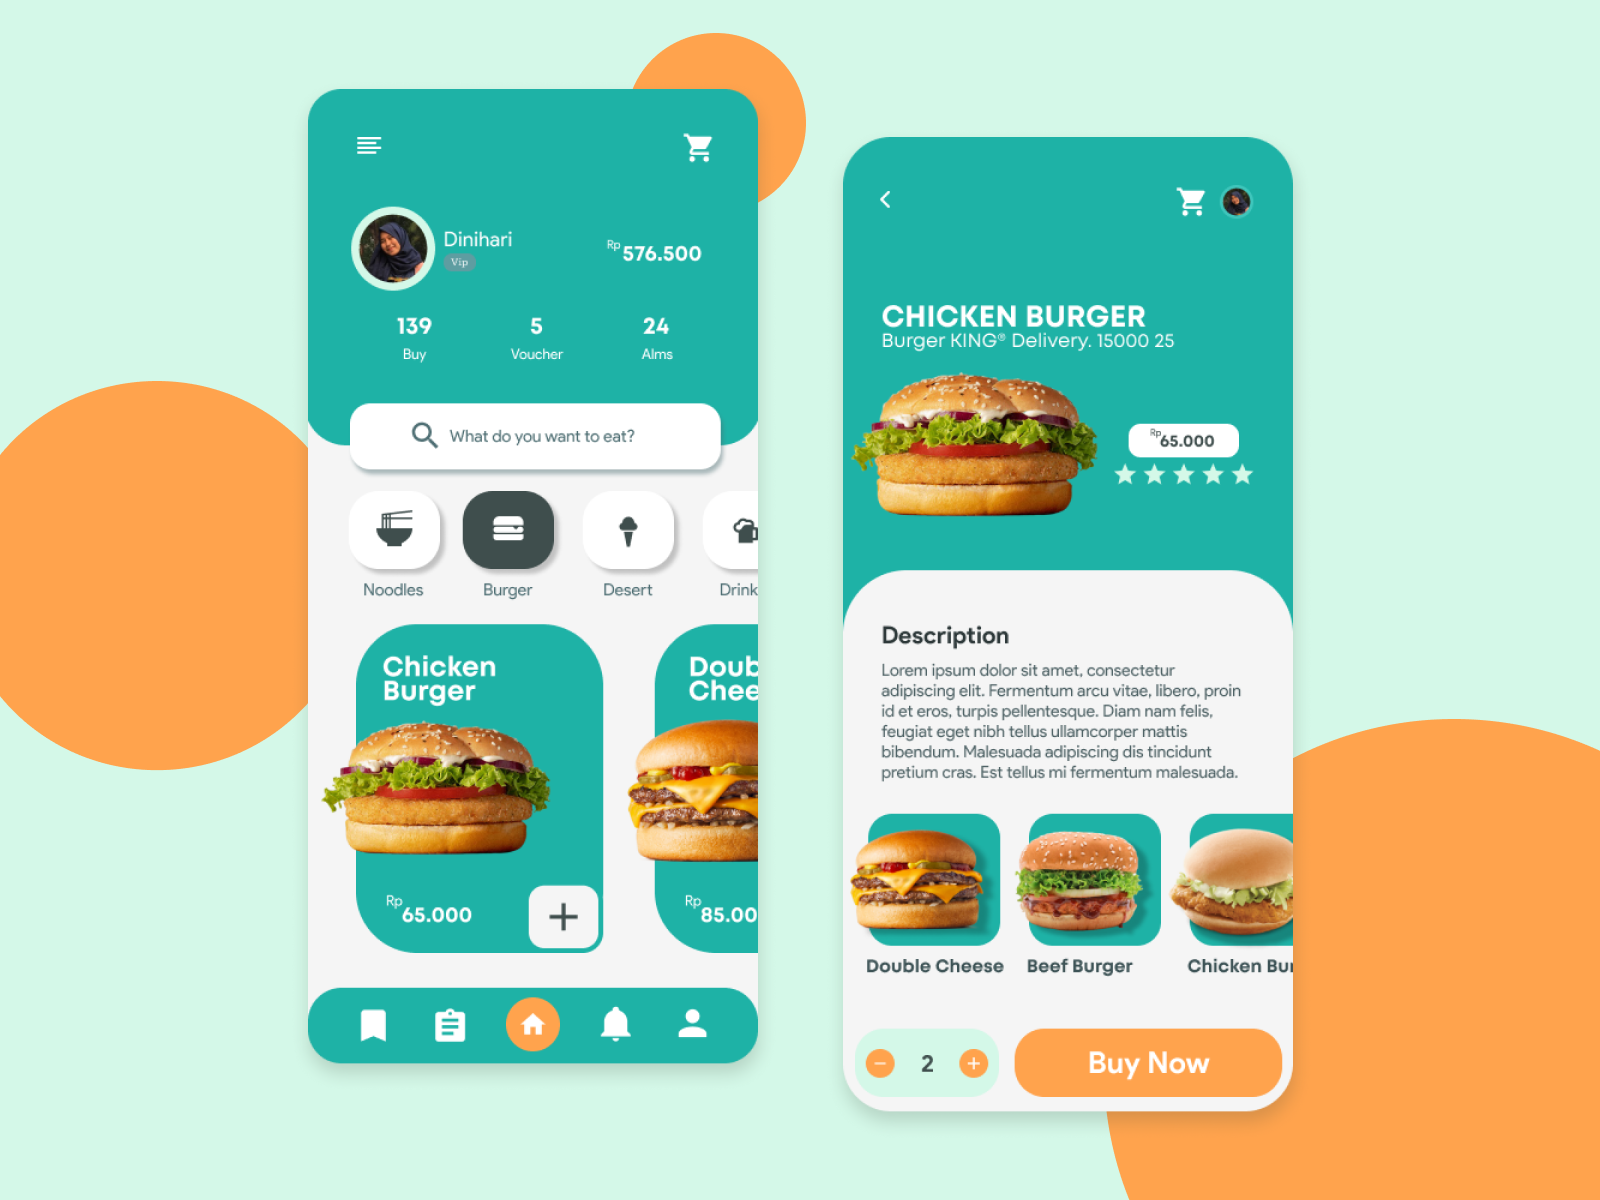 Dinihari
Vip
Rp 576.500
139 5 24
Buy Voucher Alms
What do you want to eat?
Noodles Burger Desert Drink
Chicken
Burger
Rp 65.000
Doub
Chee
Rp 85.00
CHICKEN BURGER
Burger KING® Delivery. 15000 25
Rp 65.000
Description
Lorem ipsum dolor sit amet, consectetur
adipiscing elit. Fermentum arcu vitae, libero, proin
id et eros, turpis pellentesque. Diam nam felis,
feugiat eget nibh tellus ullamcorper mattis
bibendum. Malesuada adipiscing dis tincidunt
pretium cras. Est tellus mi fermentum malesuada.
Double Cheese Beef Burger Chicken Bur
2
Buy Now